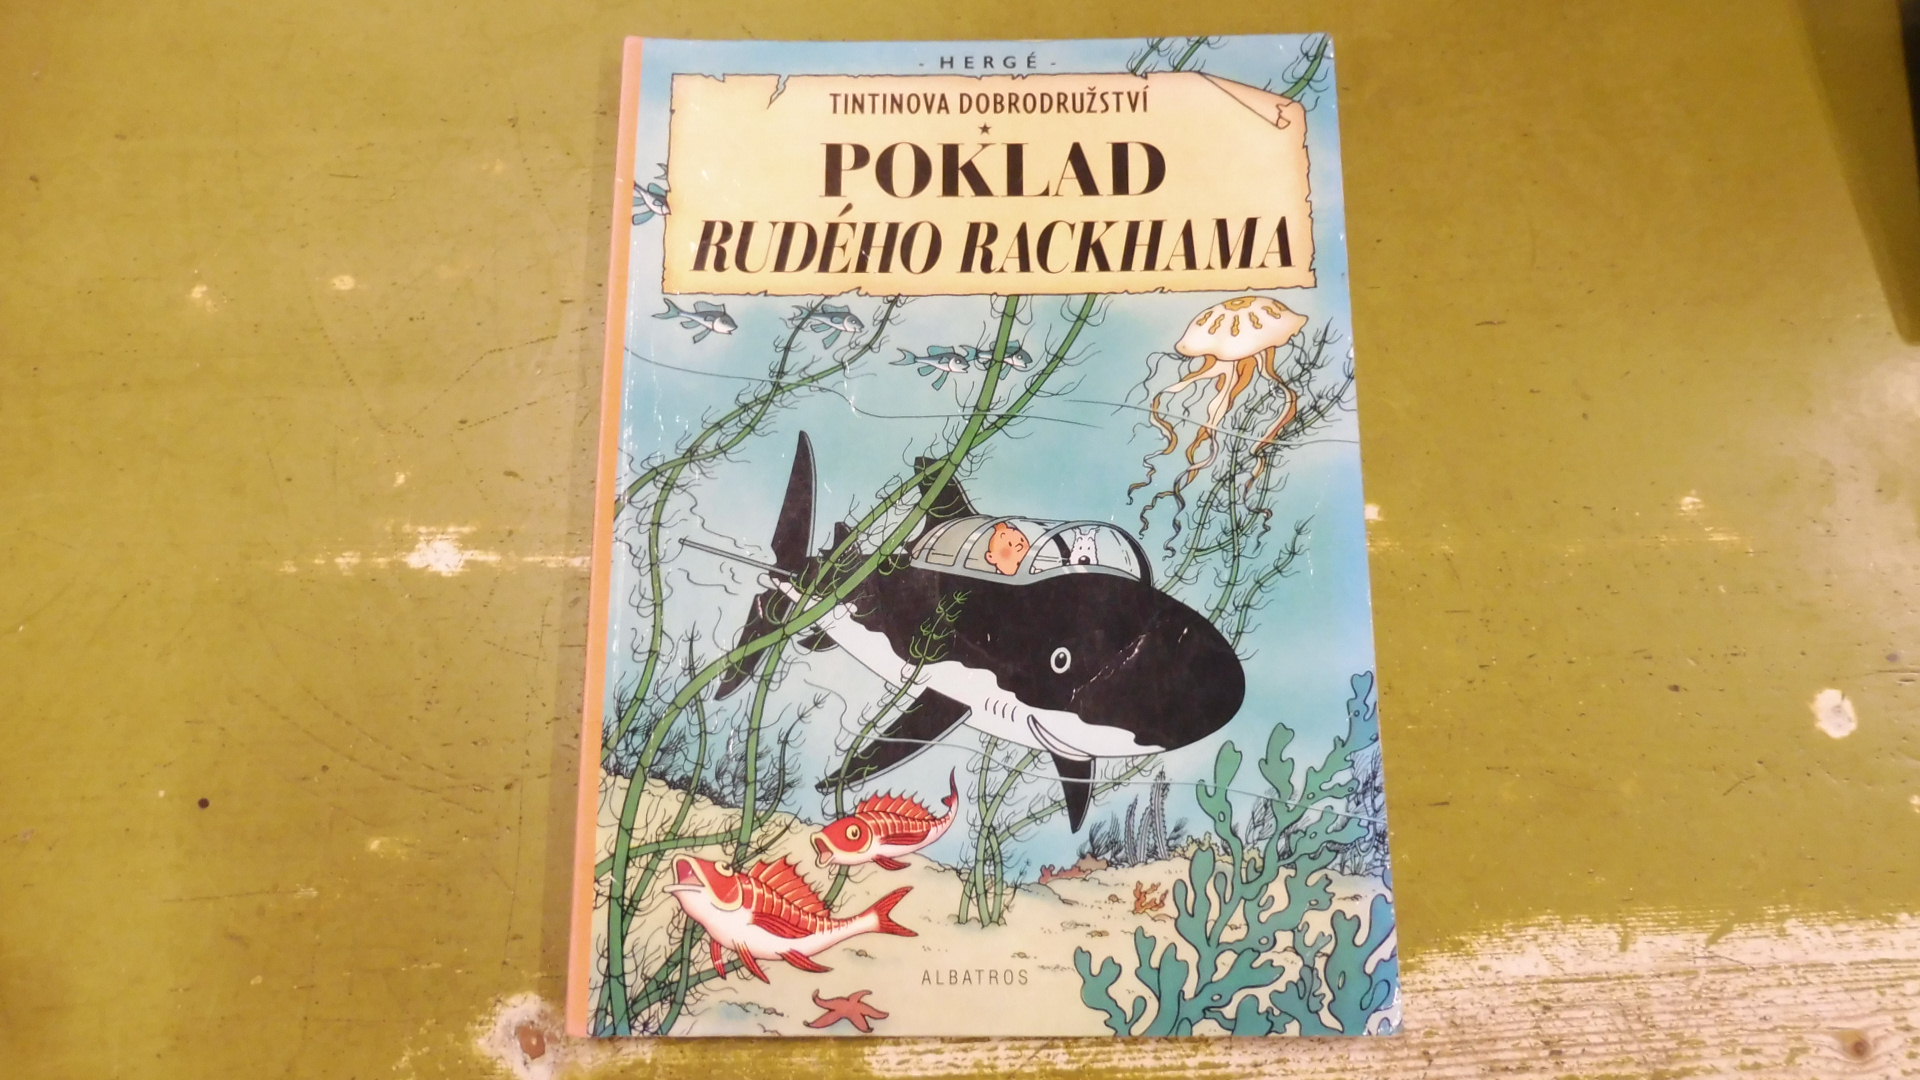 - HERGÉ -
TINTINOVA DOBRODRUŽSTVÍ
POKLAD
RUDÉHO RACKHAMA
ALBATROS